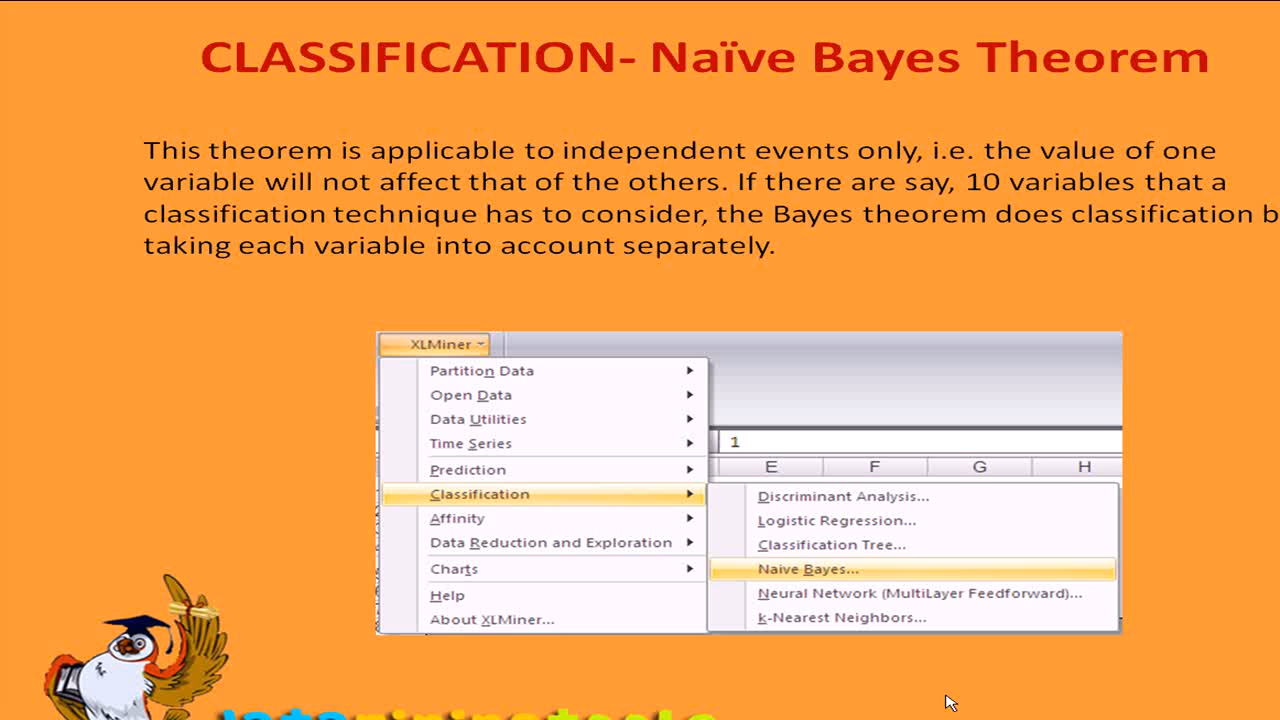 CLASSIFICATION- Naïve Bayes Theorem
This theorem is applicable to independent events only, i.e. the value of one
variable will not affect that of the others. If there are say, 10 variables that a
classification technique has to consider, the Bayes theorem does classification b
taking each variable into account separately.
XLMiner
Partition Data
Open Data
Data Utilities
Time Series
Prediction
Classification
Affinity
Data Reduction and Exploration
Charts
Help
About XLMiner...
1
E F G H
Discriminant Analysis...
Logistic Regression...
Classification Tree...
Naive Bayes...
Neural Network (MultiLayer Feedforward)...
k-Nearest Neighbors...